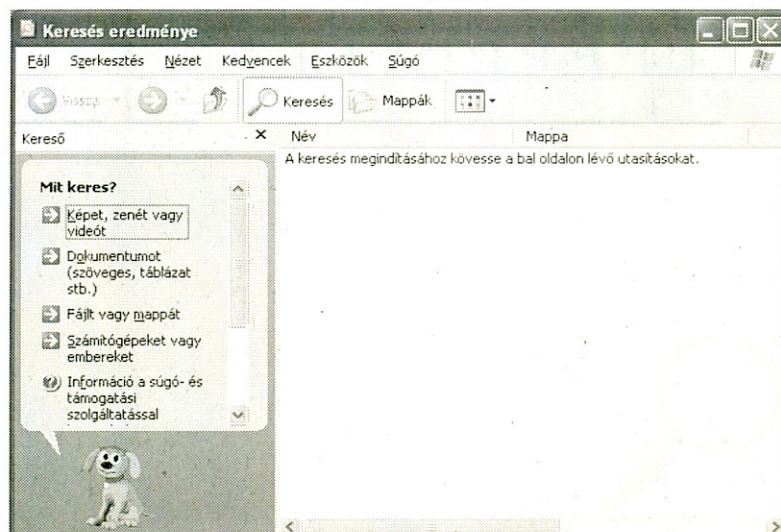 Keresés eredménye
Fájl Szerkesztés Nézet Kedvencek Eszközök Súgó
Vissza Keresés Mappák
Kereső
Név Mappa
A keresés megindításához kövesse a bal oldalon lévő utasításokat.
Mit keres?
Képet, zenét vagy
videót
Dokumentumot
(szöveges, táblázat
stb.)
Fájlt vagy mappát
Számítógépeket vagy
embereket
Információ a súgó- és
támogatási
szolgáltatással